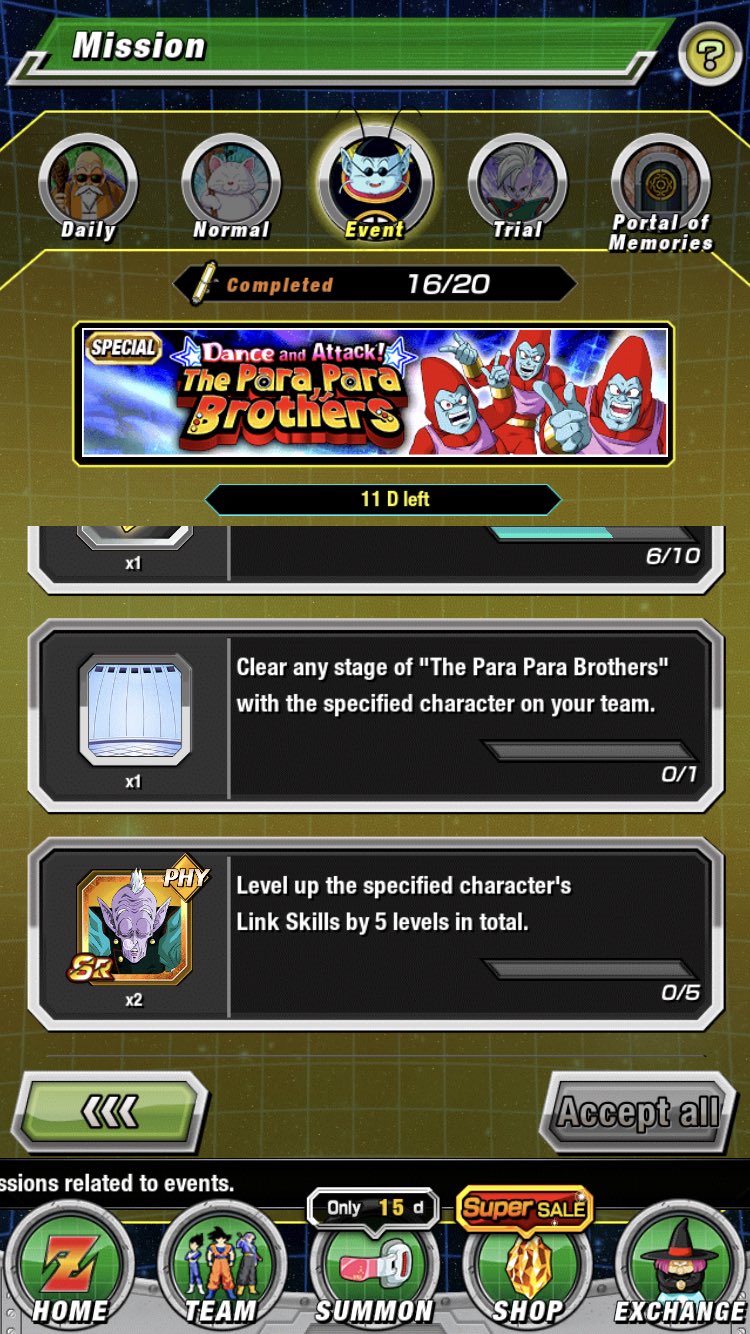 Mission
?
Daily
Normal
Event
Trial
Portal of
Memories
Completed 16/20
SPECIAL
Dance and Attack!
The Para Para
Brothers
11 D left
x1
6/10
Clear any stage of "The Para Para Brothers"
with the specified character on your team.
x1
0/1
PHY
Level up the specified character's
Link Skills by 5 levels in total.
SR
x2
0/5
Accept all
ssions related to events.
Only 15 d
Super SALE
Z
HOME
TEAM
SUMMON
SHOP
EXCHANGE